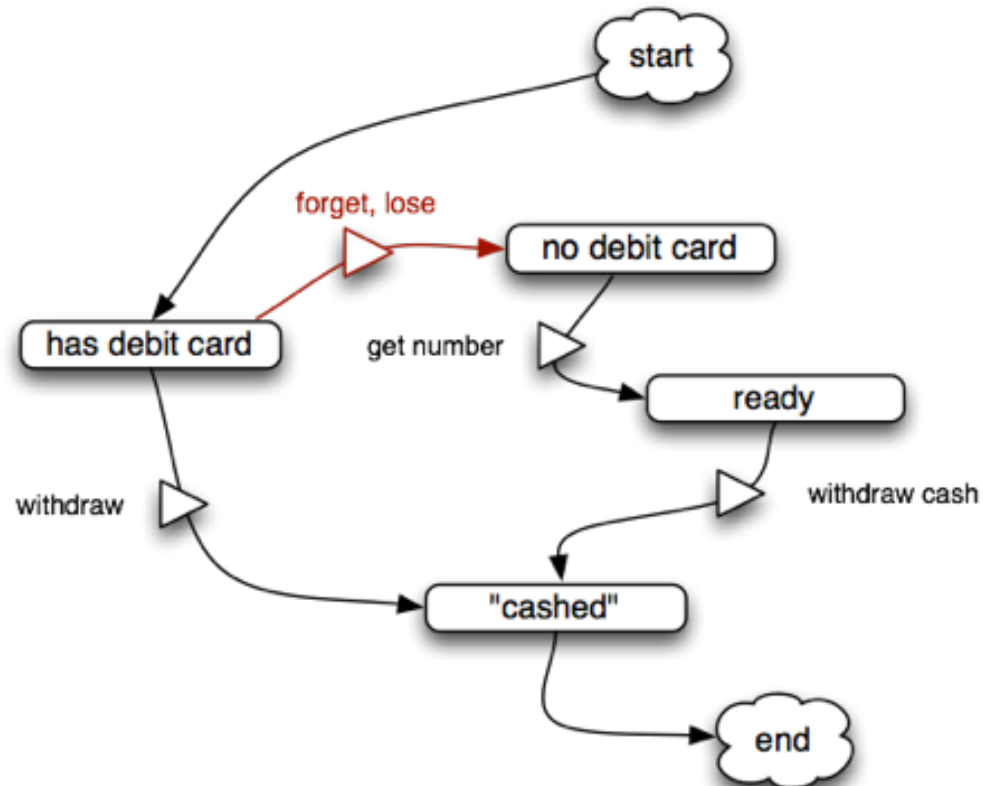 start
forget, lose
no debit card
has debit card
get number
ready
withdraw
withdraw cash
"cashed"
end